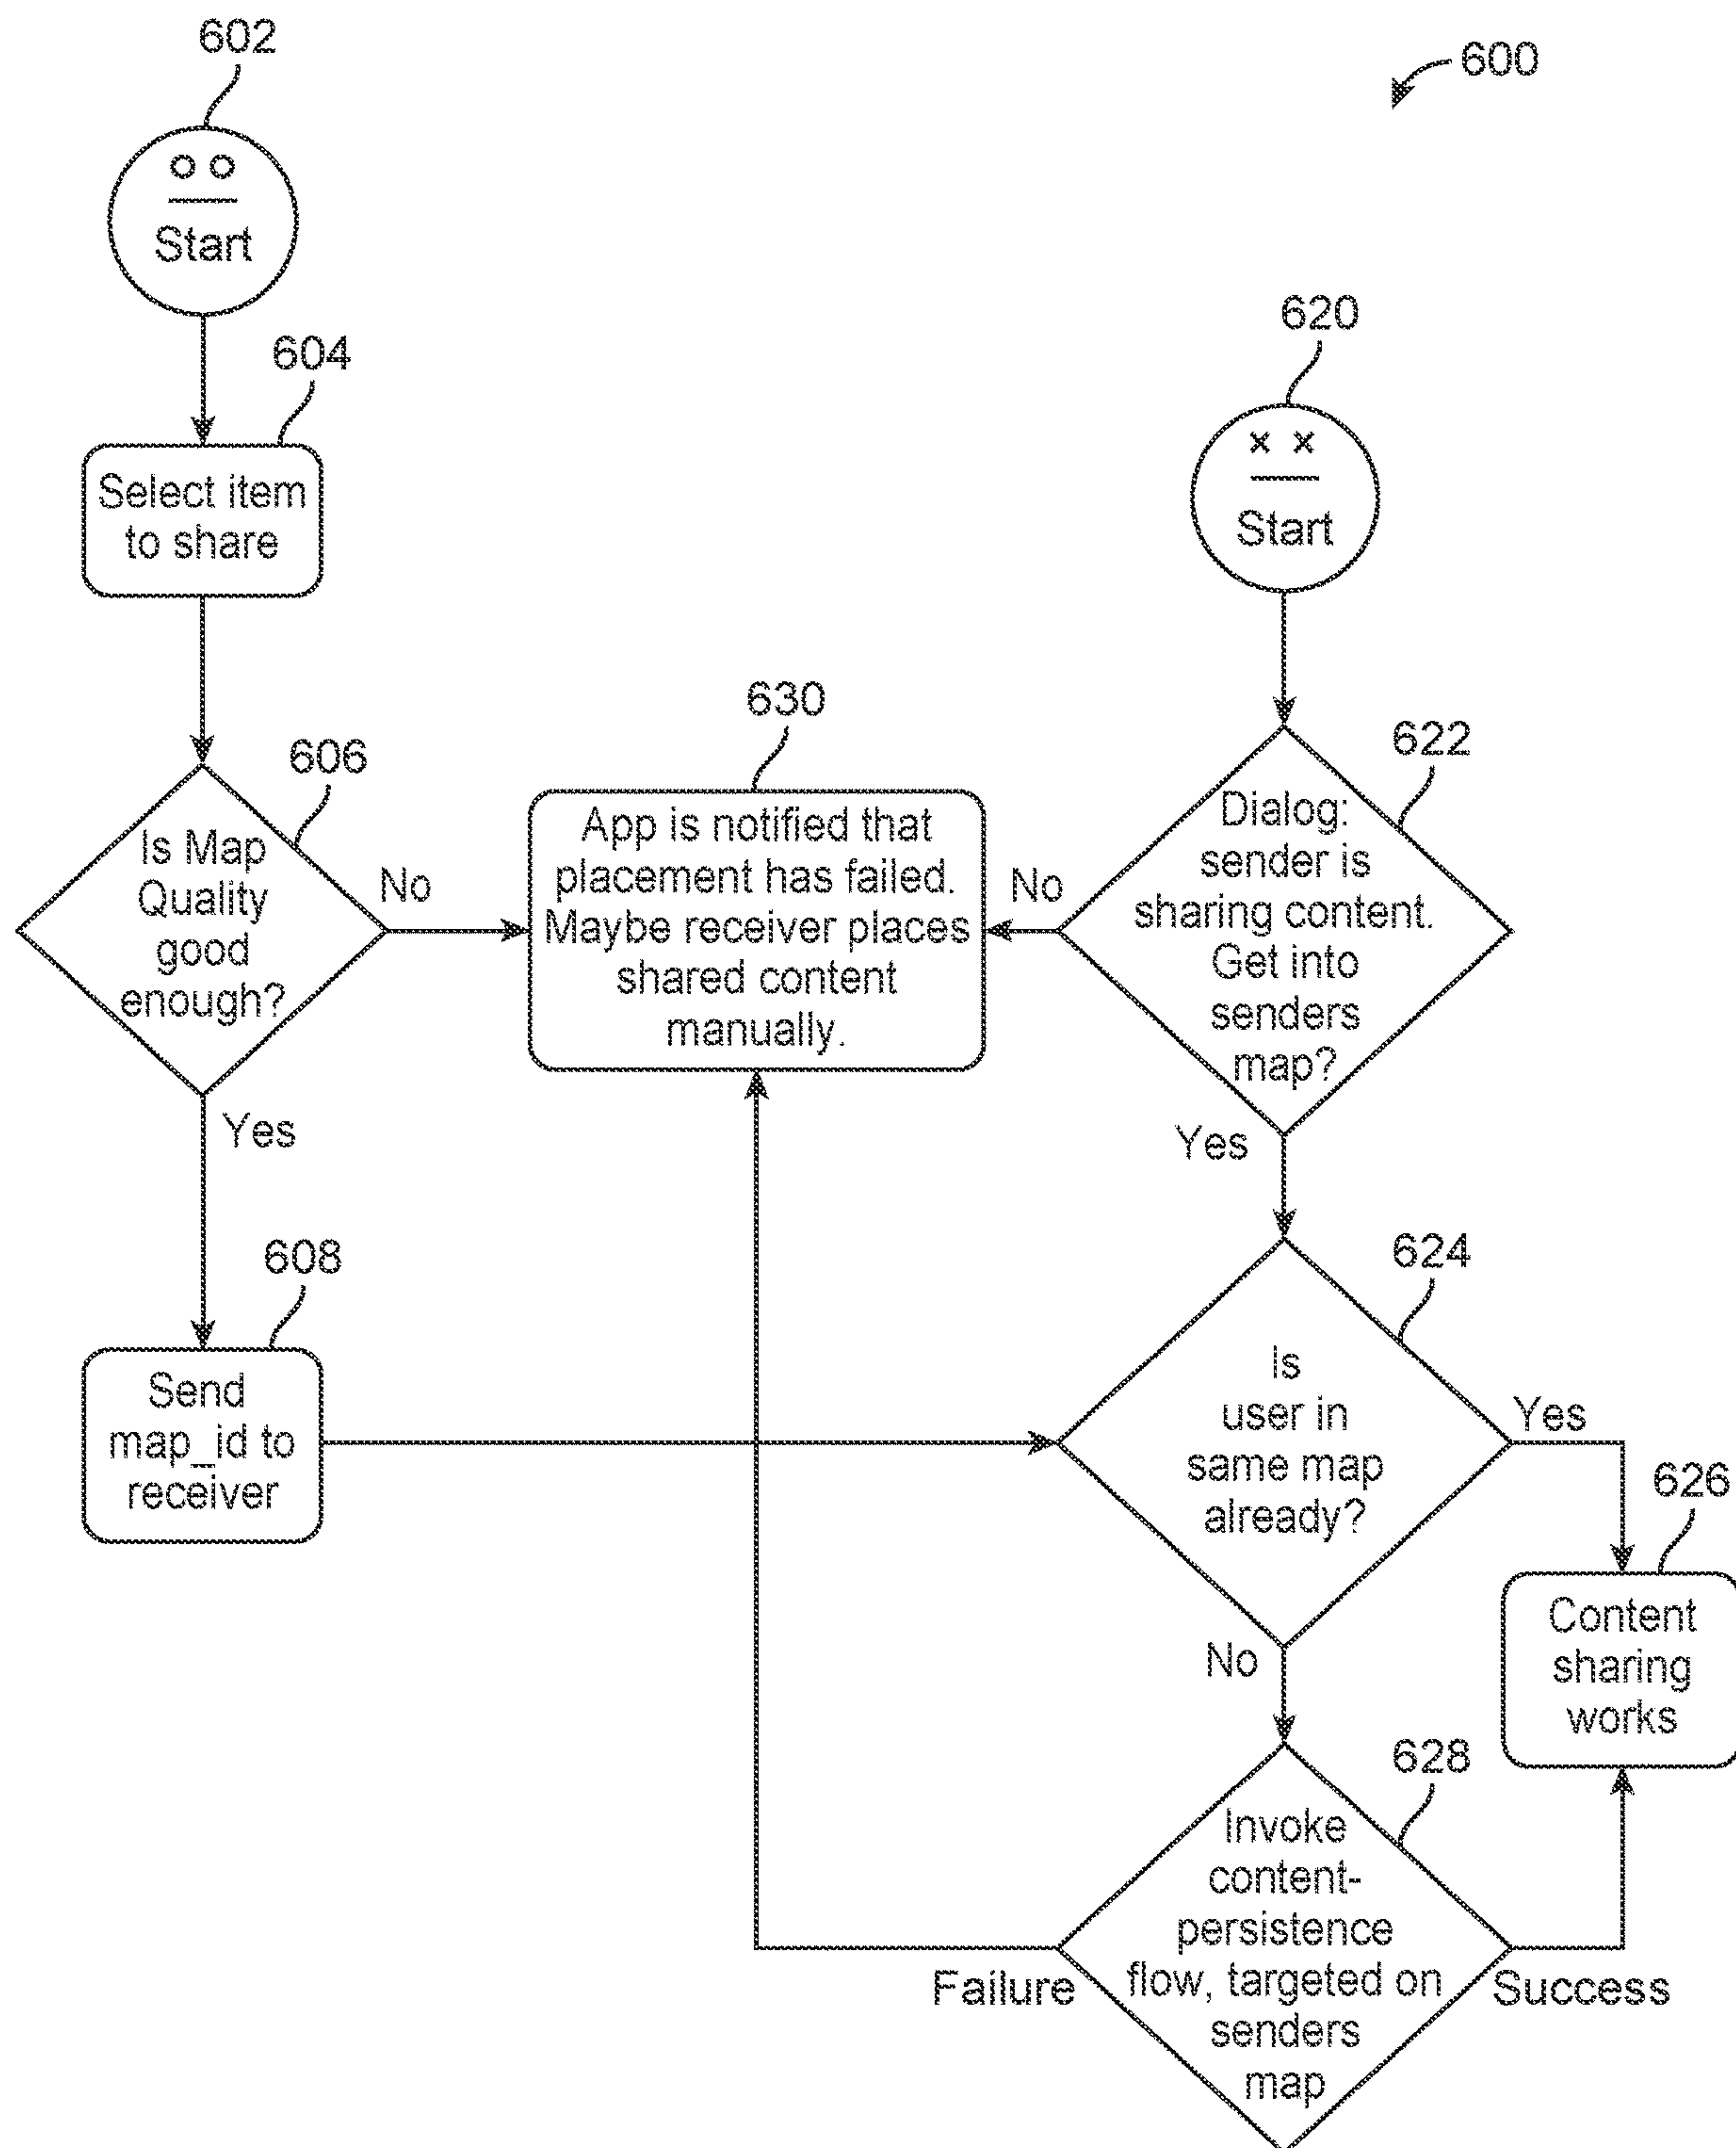 602
600
Start
604
Select item
to share
620
Start
606
Is Map
Quality
good
enough?
No
Yes
630
App is notified that
placement has failed.
Maybe receiver places
shared content
manually.
622
Dialog:
sender is
sharing content.
Get into
senders
map?
No
Yes
608
Send
map_id to
receiver
624
Is
user in
same map
already?
Yes
No
626
Content
sharing
works
628
Invoke
content-
persistence
flow, targeted on
senders
map
Failure
Success